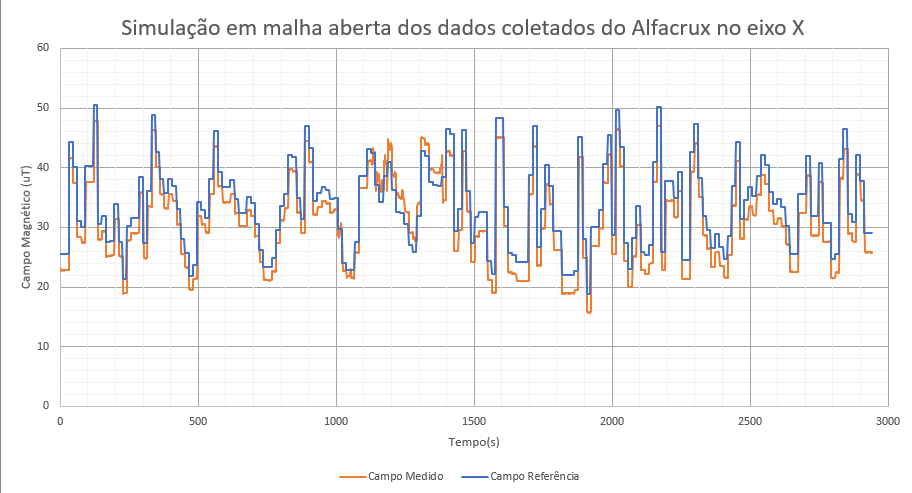 Simulação em malha aberta dos dados coletados do Alfacrux no eixo X
60
50
40
30
20
10
0
Campo Magnético (uT)
0 500 1000 1500 2000 2500 3000
Tempo(s)
Campo Medido Campo Referência